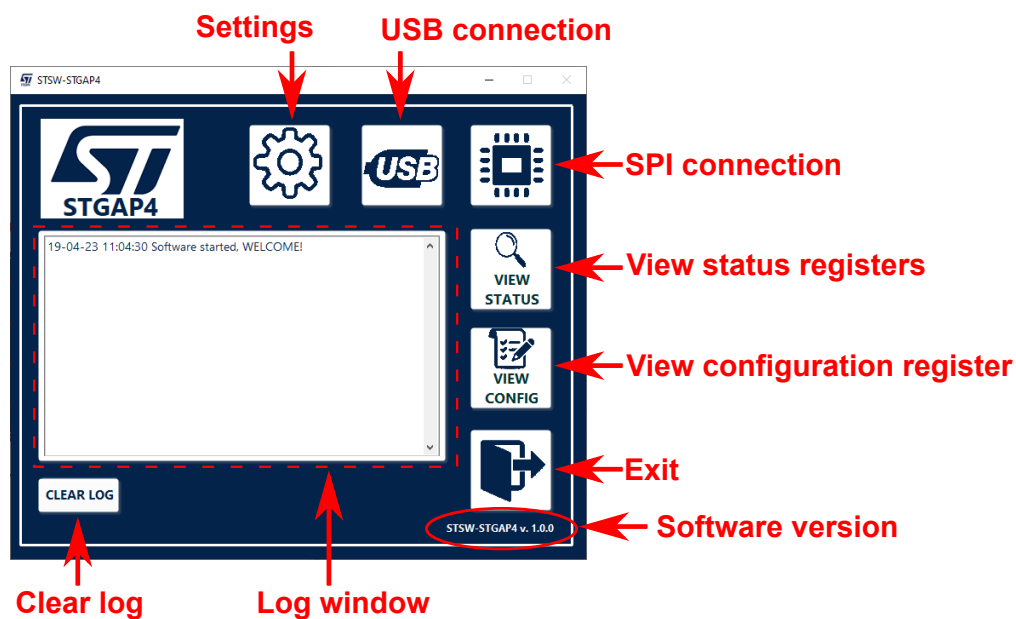 Settings
USB connection
STSW-STGAP4
STGAP4
USB
SPI connection
19-04-23 11:04:30 Software started, WELCOME!
VIEW
STATUS
View status registers
VIEW
CONFIG
View configuration register
Exit
CLEAR LOG
STSW-STGAP4 v. 1.0.0
Software version
Clear log
Log window